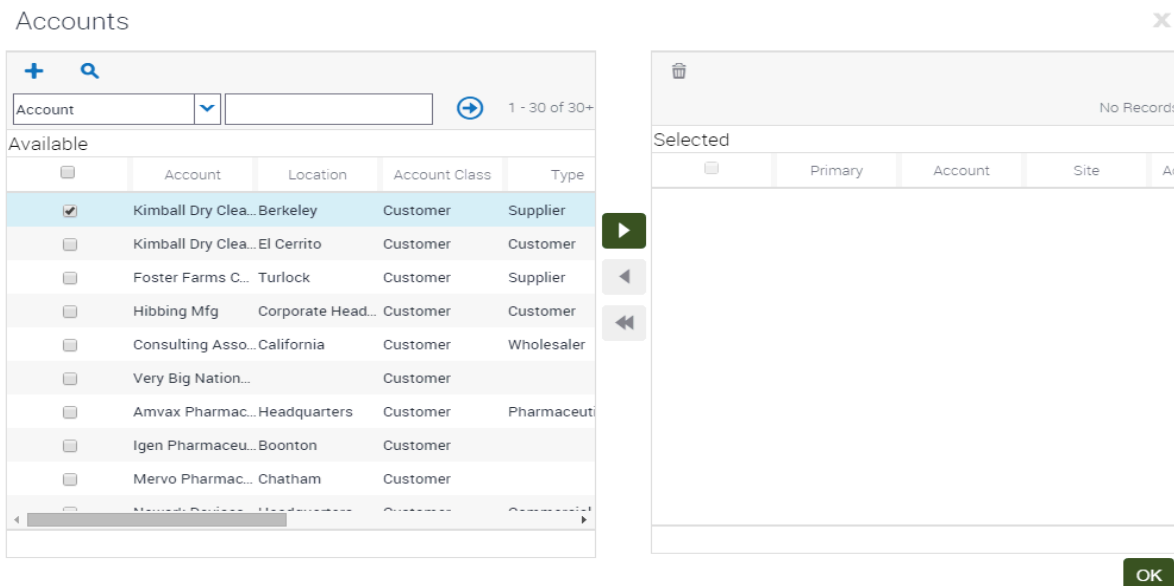 Accounts
Account 1 - 30 of 30+
Available
Account Location Account Class Type
Kimball Dry Clea... Berkeley Customer Supplier
Kimball Dry Clea... El Cerrito Customer Customer
Foster Farms C... Turlock Customer Supplier
Hibbing Mfg Corporate Head... Customer Customer
Consulting Asso... California Customer Wholesaler
Very Big Nation... Customer
Amvax Pharmac... Headquarters Customer Pharmaceuti
Igen Pharmaceu... Boonton Customer
Mervo Pharmac... Chatham Customer
No Records
Selected
Primary Account Site
OK